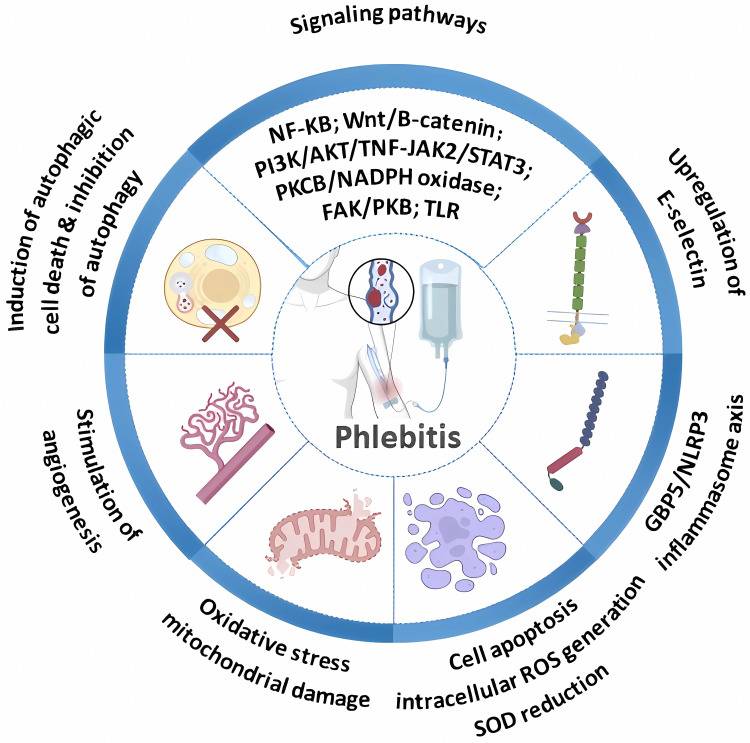 Signaling pathways
NF-KB; Wnt/B-catenin;
PI3K/AKT/TNF-JAK2/STAT3;
PKCB/NADPH oxidase;
FAK/PKB; TLR
Upregulation of
E-selectin
GBP5/NLRP3
inflammasome axis
Cell apoptosis
intracellular ROS generation
SOD reduction
Oxidative stress
mitochondrial damage
Stimulation of
angiogenesis
Induction of autophagic
cell death & inhibition
of autophagy
Phlebitis